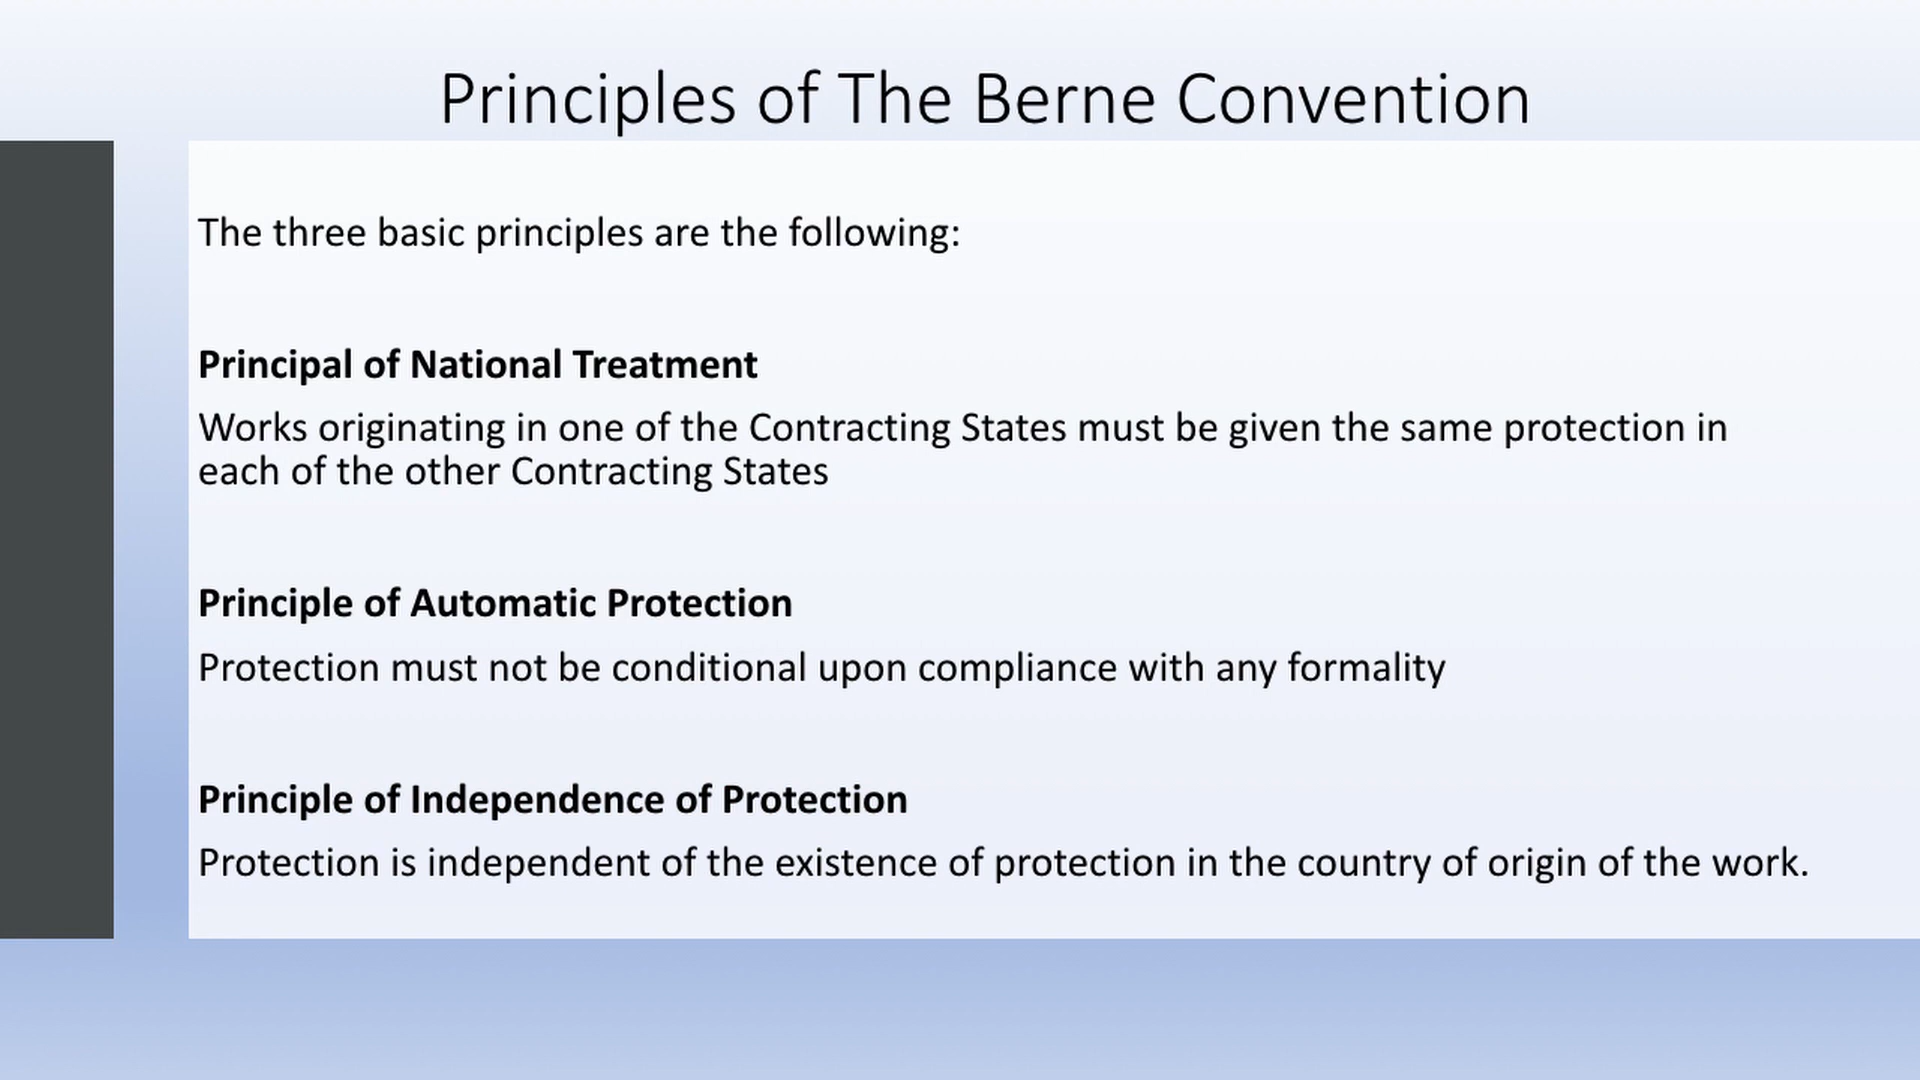 Principles of The Berne Convention
The three basic principles are the following:
Principal of National Treatment
Works originating in one of the Contracting States must be given the same protection in
each of the other Contracting States
Principle of Automatic Protection
Protection must not be conditional upon compliance with any formality
Principle of Independence of Protection
Protection is independent of the existence of protection in the country of origin of the work.